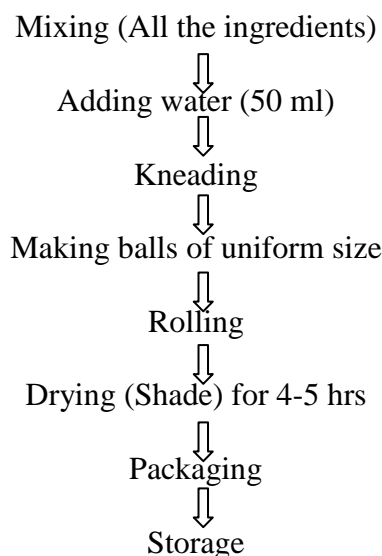 Mixing (All the ingredients)
Adding water (50 ml)
Kneading
Making balls of uniform size
Rolling
Drying (Shade) for 4-5 hrs
Packaging
Storage